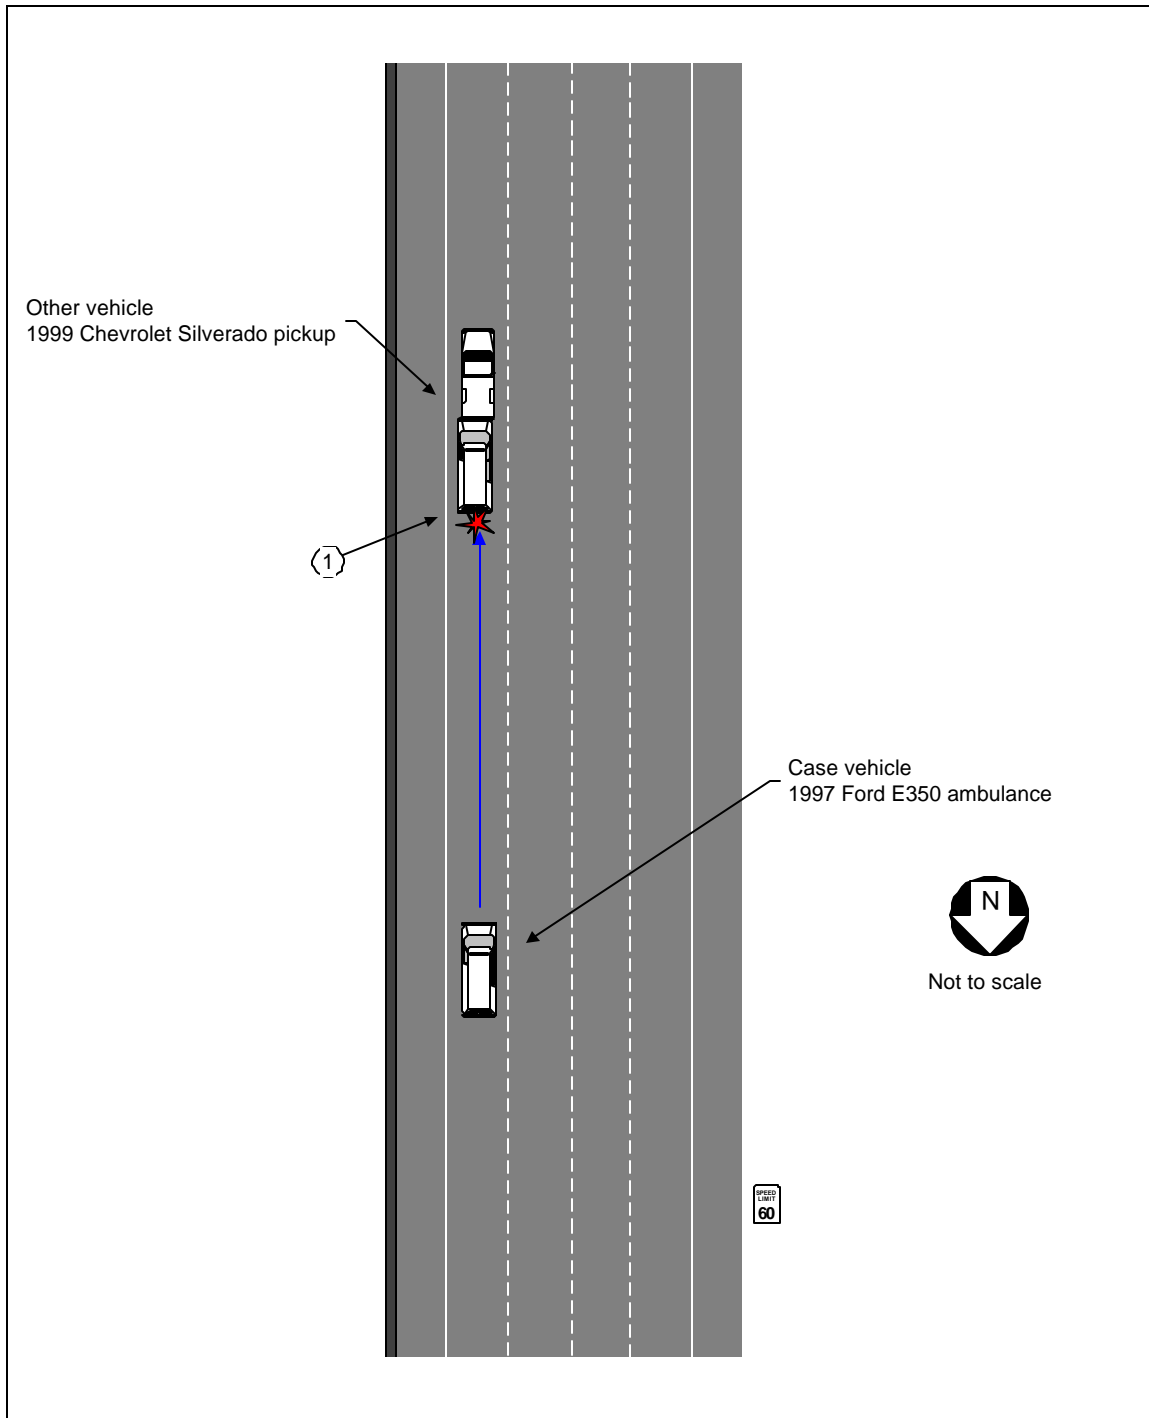 Other vehicle
1999 Chevrolet Silverado pickup
1
Case vehicle
1997 Ford E350 ambulance
N
Not to scale
SPEED
LIMIT
60